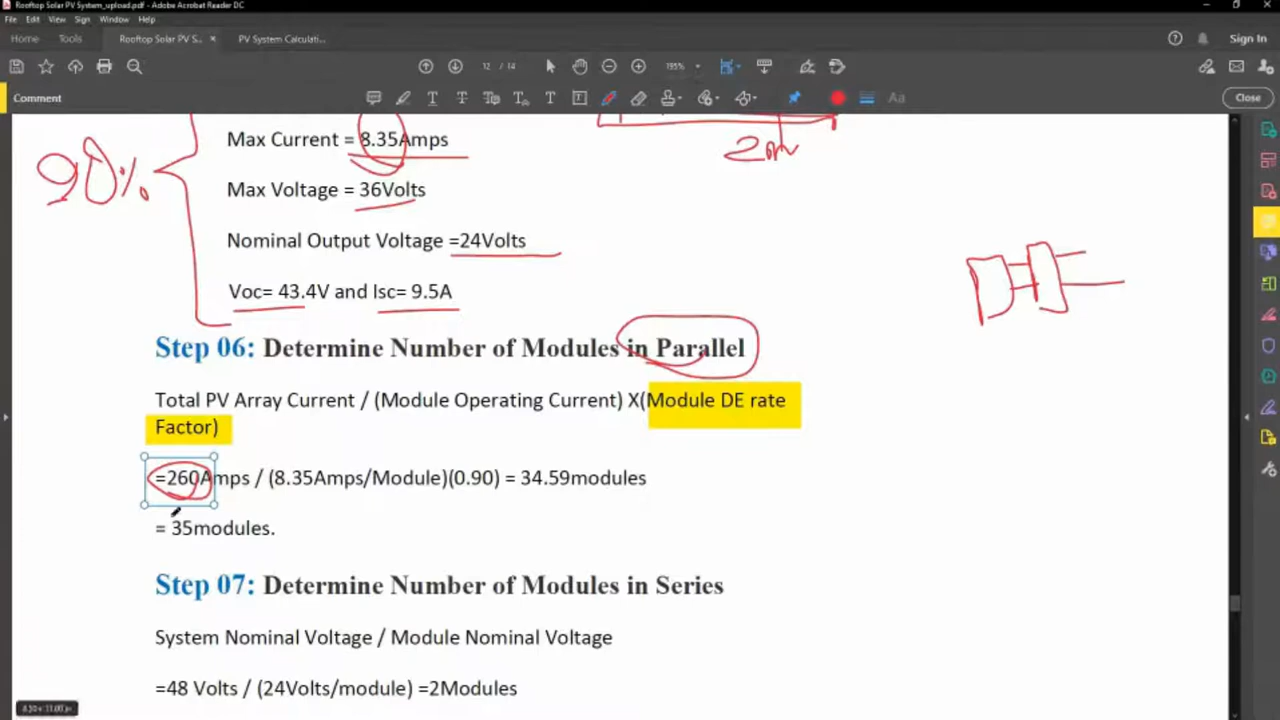 Rooftop Solar PV System_upload.pdf - Adobe Acrobat Reader DC
File Edit View Sign Window Help
Home Tools Rooftop Solar PV S... × PV System Calculati... Sign In
12 / 14
Comment Close
Max Current = 8.35Amps
90%
Max Voltage = 36Volts
Nominal Output Voltage =24Volts
Voc= 43.4V and Isc= 9.5A
Step 06: Determine Number of Modules in Parallel
Total PV Array Current / (Module Operating Current) X(Module DE rate
Factor)
=260Amps / (8.35Amps/Module)(0.90) = 34.59modules
= 35modules.
Step 07: Determine Number of Modules in Series
System Nominal Voltage / Module Nominal Voltage
=48 Volts / (24Volts/module) =2Modules